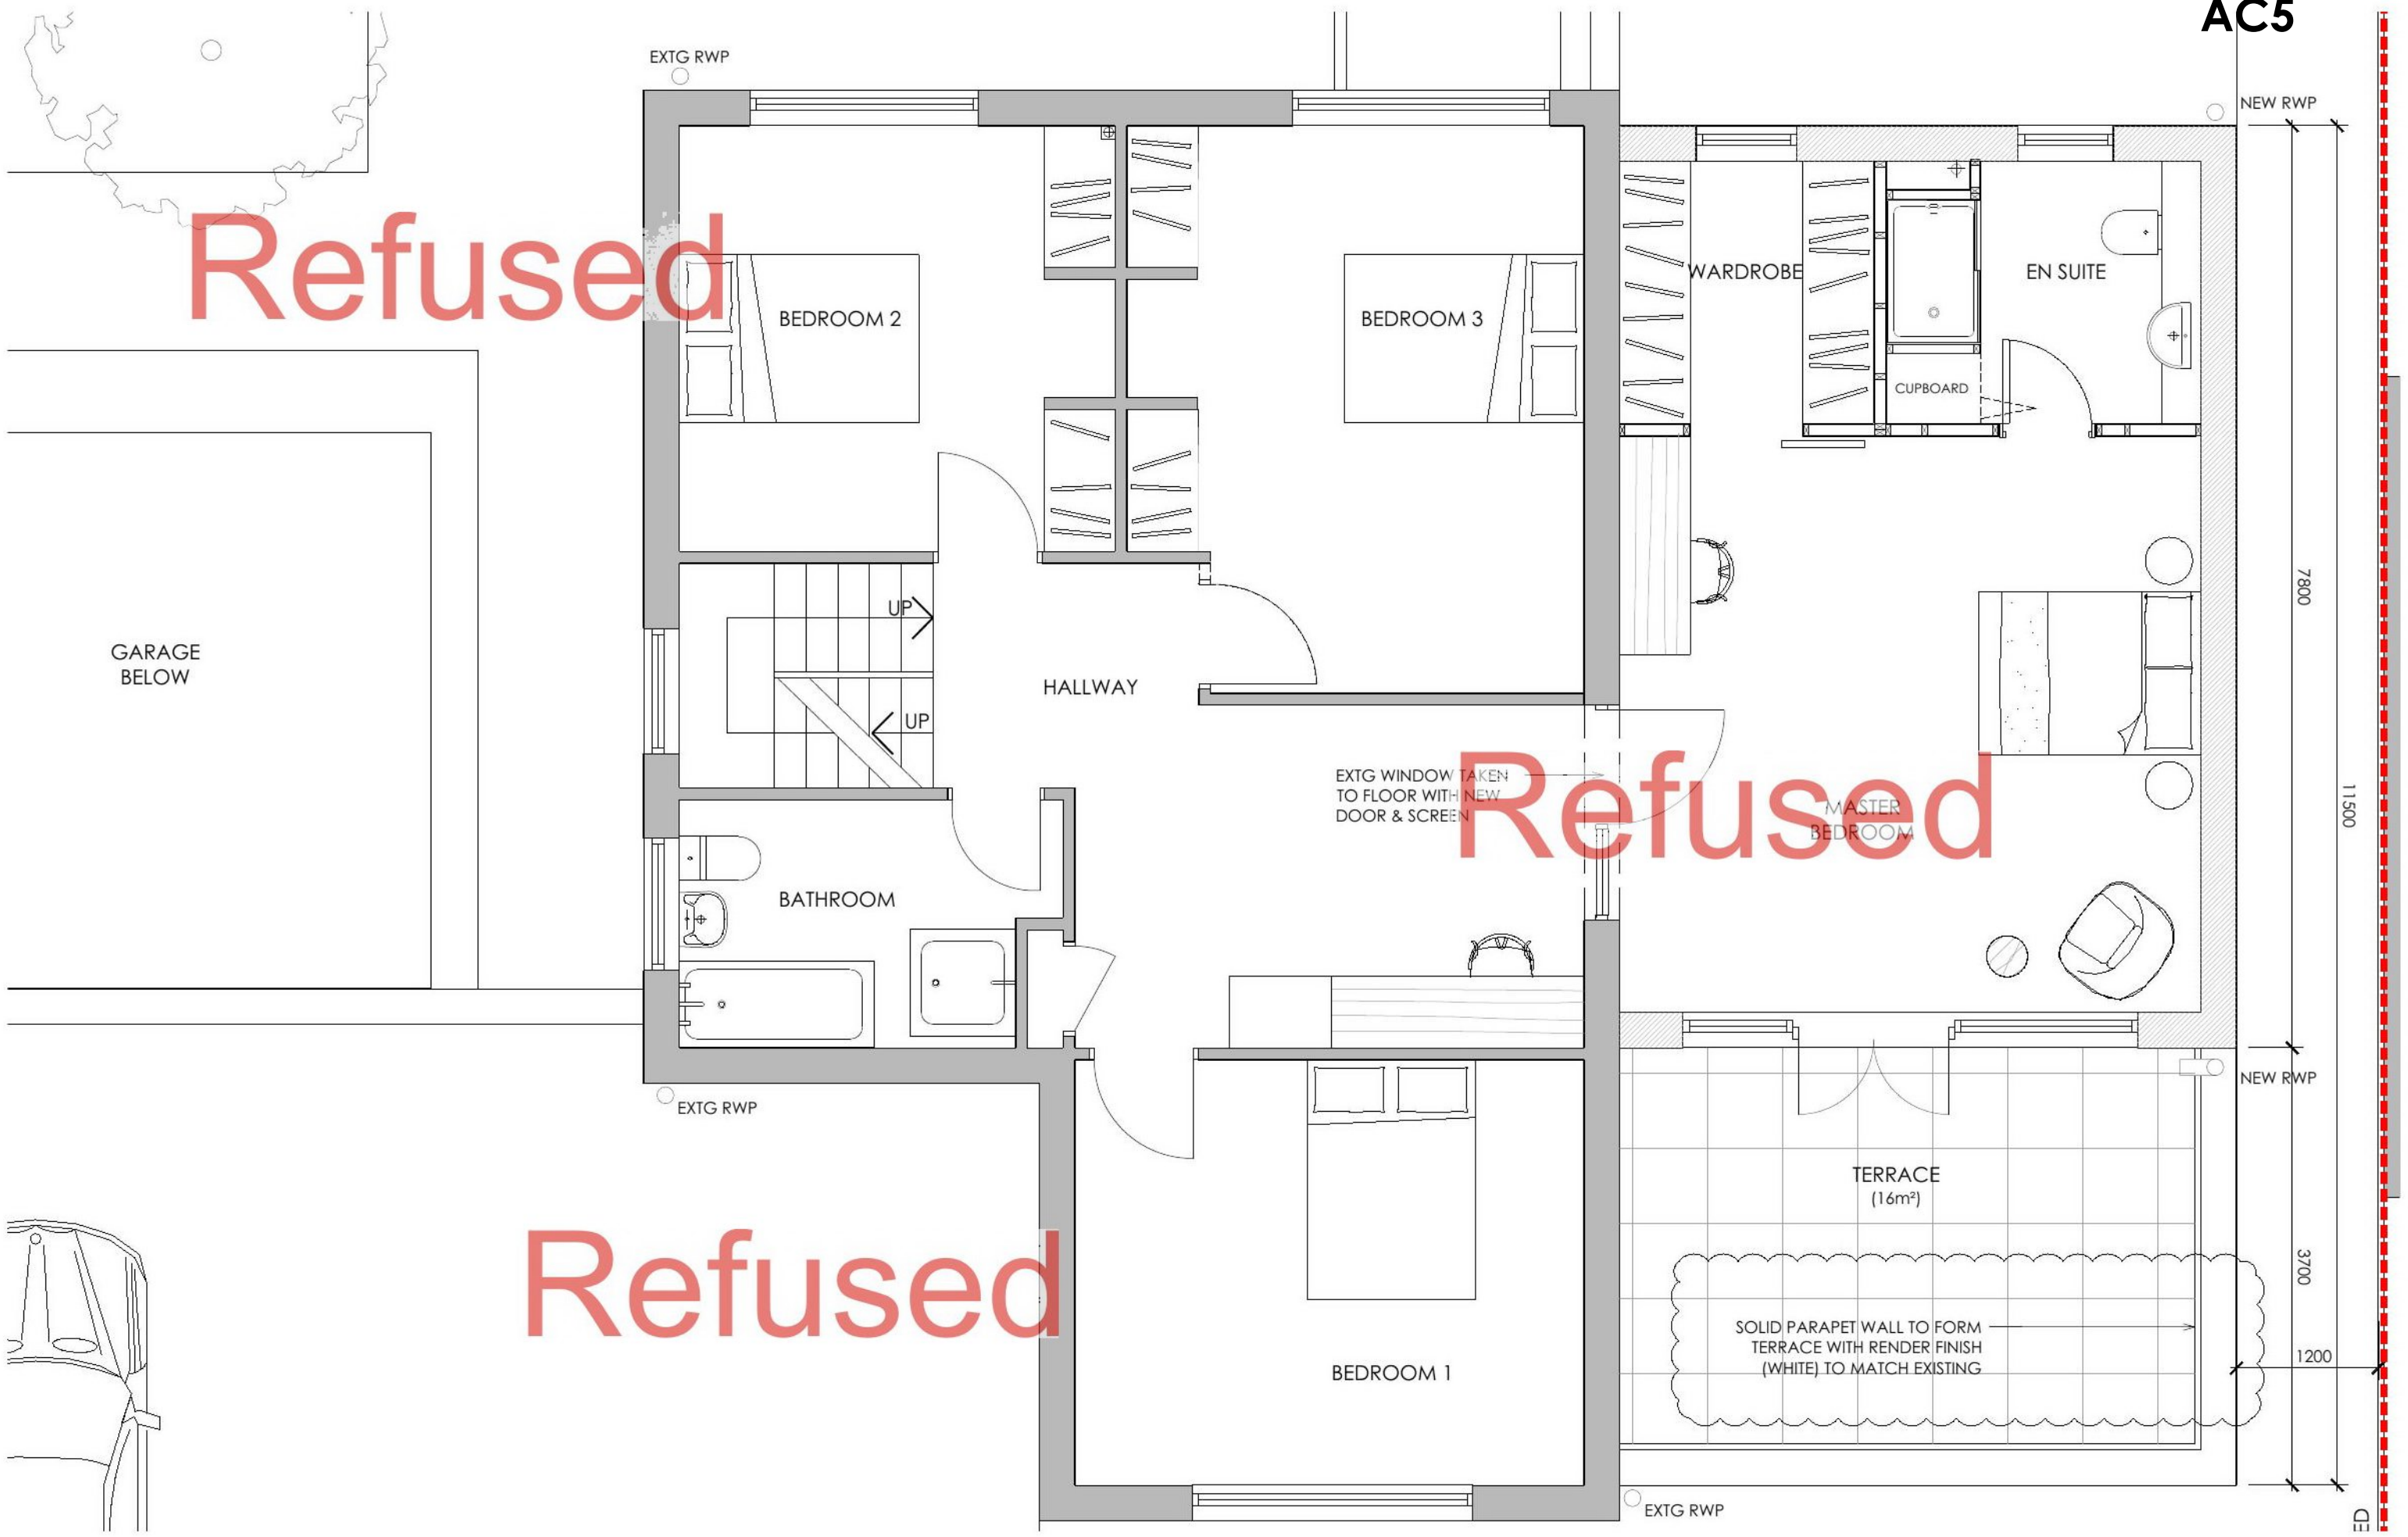 AC5
EXTG RWP
NEW RWP
Refused
WARDROBE
EN SUITE
BEDROOM 2
BEDROOM 3
CUPBOARD
7800
UP
GARAGE
BELOW
HALLWAY
UP
EXTG WINDOW TAKEN
TO FLOOR WITH NEW
DOOR & SCREEN
Refused
MASTER
BEDROOM
11500
BATHROOM
NEW RWP
EXTG RWP
TERRACE
(16m²)
Refused
3700
SOLID PARAPET WALL TO FORM
TERRACE WITH RENDER FINISH
(WHITE) TO MATCH EXISTING
1200
BEDROOM 1
EXTG RWP
ED